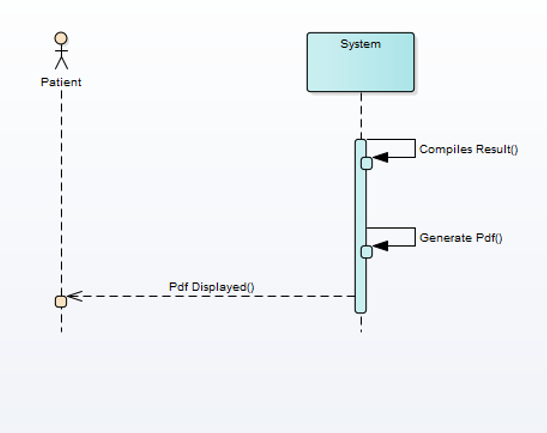 System
Patient
Compiles Result()
Generate Pdf()
Pdf Displayed()